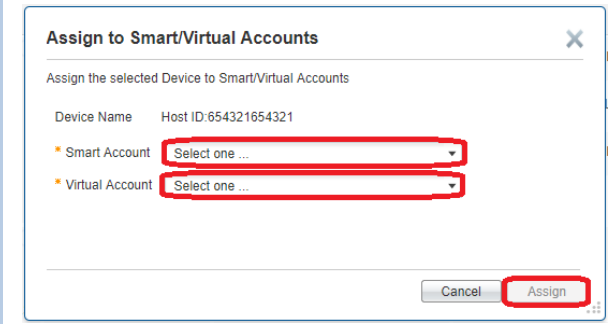 Assign to Smart/Virtual Accounts
Assign the selected Device to Smart/Virtual Accounts
Device Name Host ID:654321654321
* Smart Account Select one ...
* Virtual Account Select one ...
Cancel Assign